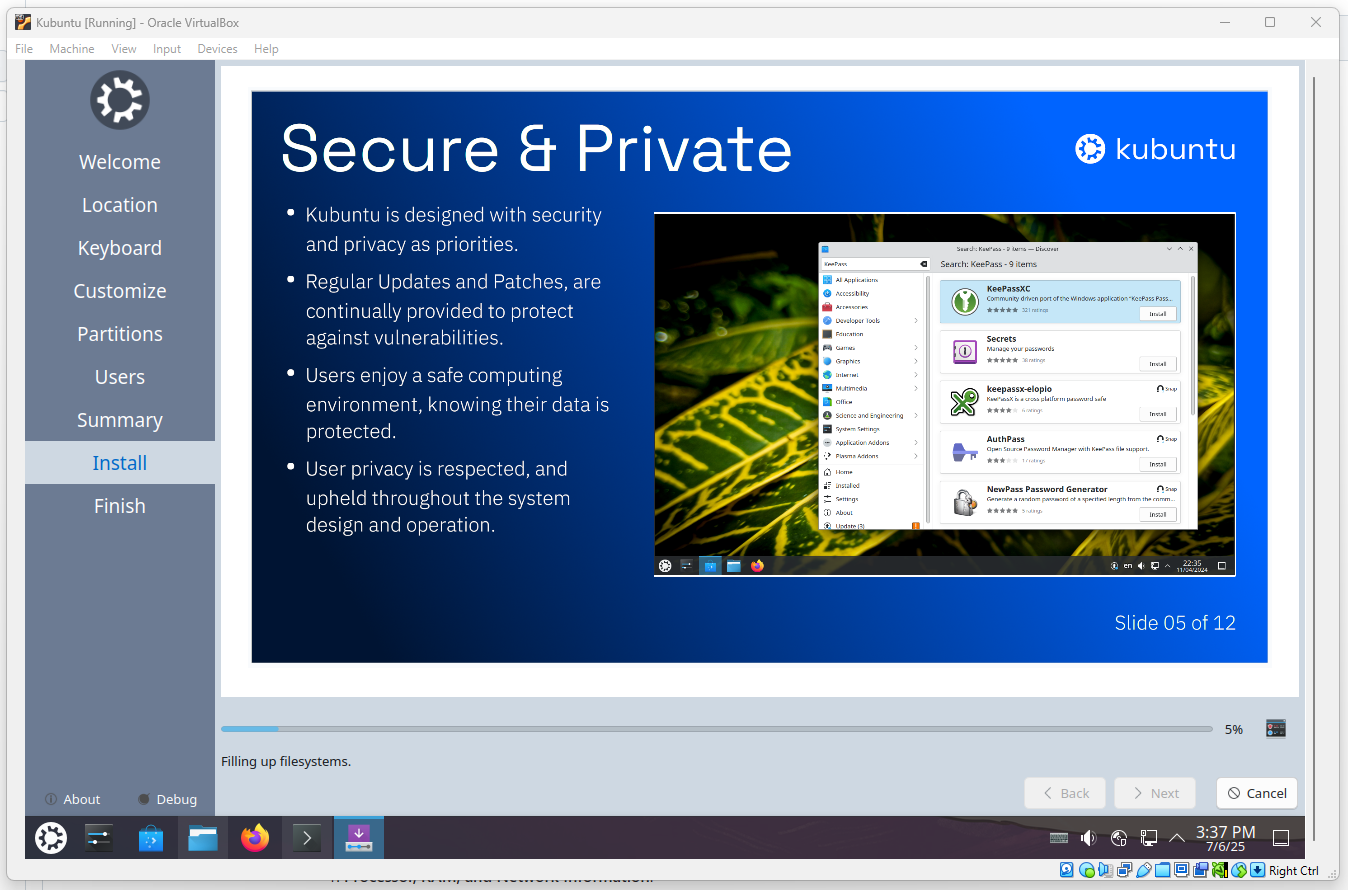 Kubuntu [Running] - Oracle VirtualBox
File Machine View Input Devices Help
Welcome
Location
Keyboard
Customize
Partitions
Users
Summary
Install
Finish
About
Debug
Secure & Private
kubuntu
• Kubuntu is designed with security
and privacy as priorities.
• Regular Updates and Patches, are
continually provided to protect
against vulnerabilities.
• Users enjoy a safe computing
environment, knowing their data is
protected.
• User privacy is respected, and
upheld throughout the system
design and operation.
Search: KeePass - 9 items — Discover
KeePass
Search: KeePass - 9 items
All Applications
Accessibility
Accessories
Developer Tools
Education
Games
Graphics
Internet
Multimedia
Office
Science and Engineering
System Settings
Application Addons
Plasma Addons
Home
Installed
Settings
About
Update (3)
KeePassXC
Community driven port of the Windows application "KeePass Pass...
321 ratings
Install
Secrets
Manage your passwords
38 ratings
Install
keepassx-elopio
Snap
KeePassX is a cross platform password safe
6 ratings
Install
AuthPass
Snap
Open Source Password Manager with KeePass file support.
17 ratings
Install
NewPass Password Generator
Snap
Generate a random password of a specified length from the comm...
5 ratings
Install
en
22:35
11/04/2024
Slide 05 of 12
5%
Filling up filesystems.
Back
Next
Cancel
3:37 PM
7/6/25
Right Ctrl